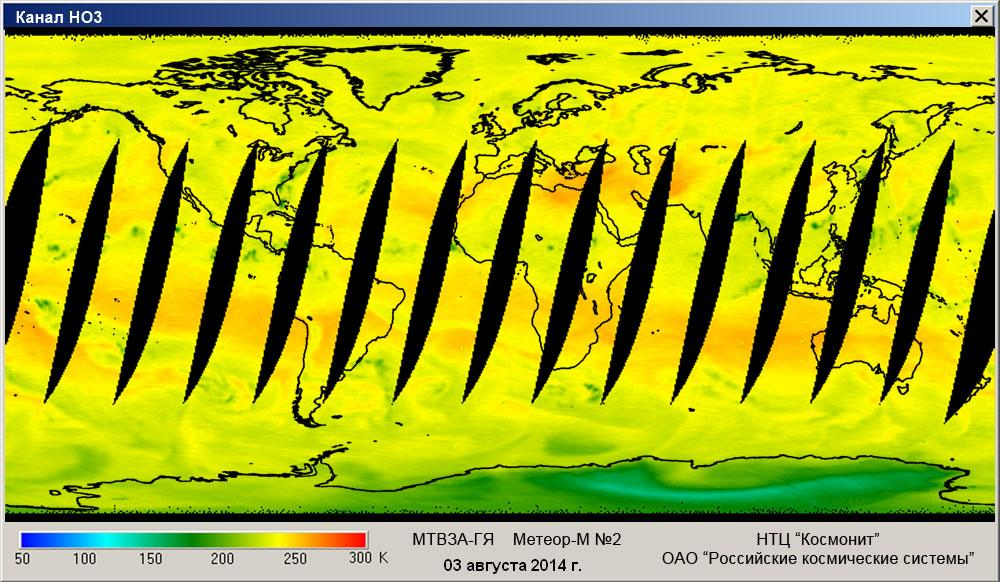 Канал НО3
50 100 150 200 250 300 K
МТВЗА-ГЯ Метеор-М №2
03 августа 2014 г.
НТЦ “Космонит”
ОАО “Российские космические системы”